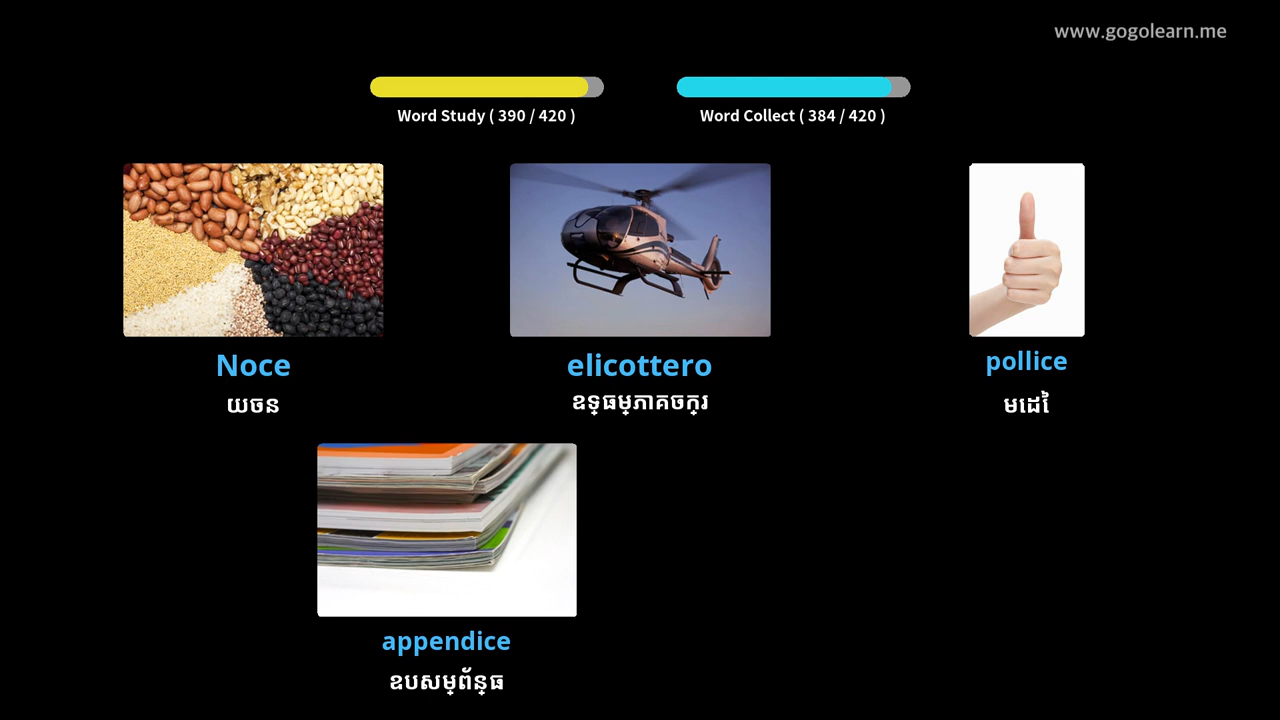 www.gogolearn.me
Word Study ( 390 / 420 )
Word Collect ( 384 / 420 )
Noce
elicottero
pollice
យចន
ឧទ្ធម្ភាគចក្រ
មដេៃ
appendice
ឧបសម្ព័ន្ធ